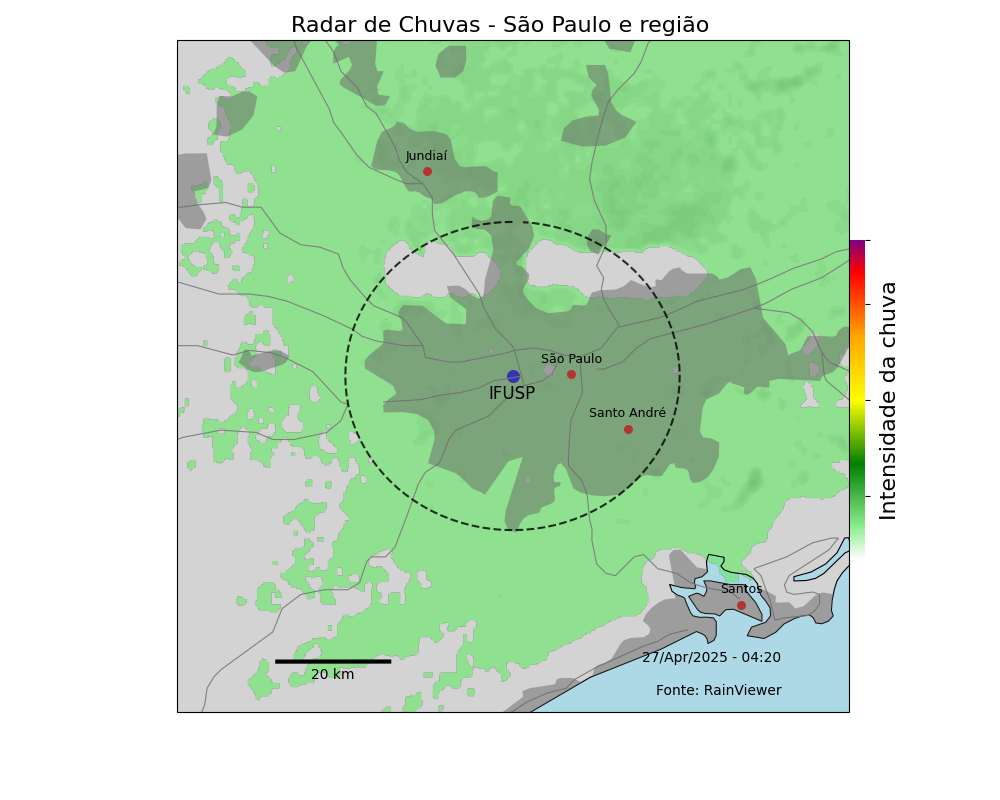 Radar de Chuvas - São Paulo e região
Jundiaí
São Paulo
IFUSP
Santo André
Intensidade da chuva
Santos
27/Apr/2025 - 04:20
20 km
Fonte: RainViewer